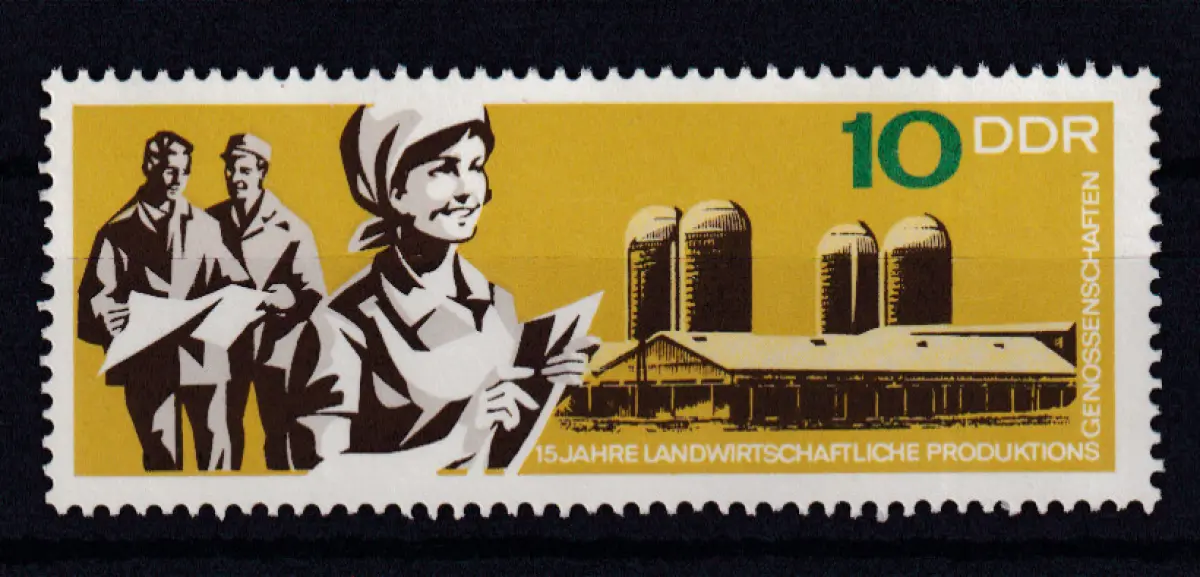 10 DDR
15 JAHRE LANDWIRTSCHAFTLICHE PRODUKTIONS
GENOSSENSCHAFTEN